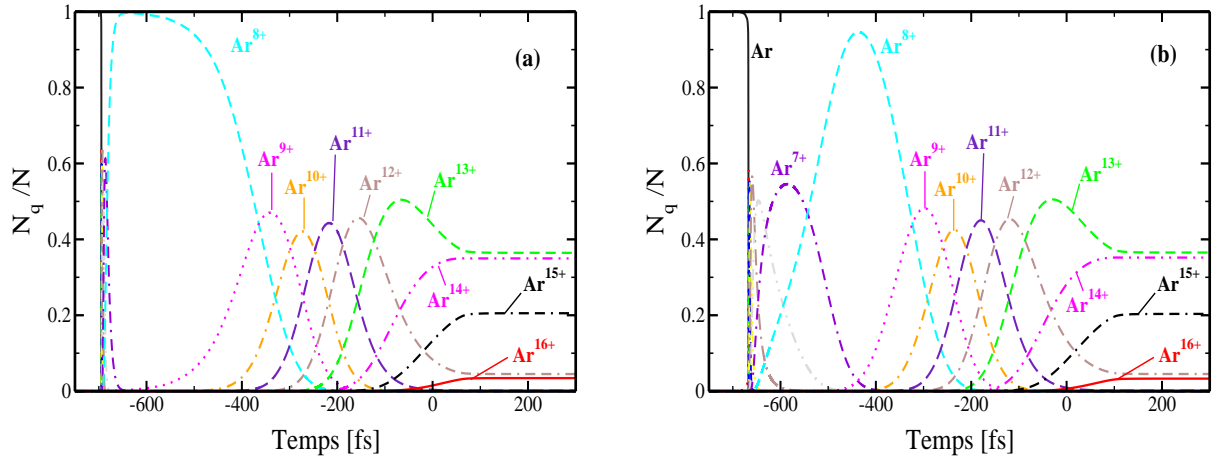 (a)
N_q /N
1
0.8
0.6
0.4
0.2
0
Ar^8+
Ar^9+
Ar^10+
Ar^11+
Ar^12+
Ar^13+
Ar^14+
Ar^15+
Ar^16+
-600 -400 -200 0 200
Temps [fs]
(b)
N_q /N
1
0.8
0.6
0.4
0.2
0
Ar
Ar^7+
Ar^8+
Ar^9+
Ar^10+
Ar^11+
Ar^12+
Ar^13+
Ar^14+
Ar^15+
Ar^16+
-600 -400 -200 0 200
Temps [fs]